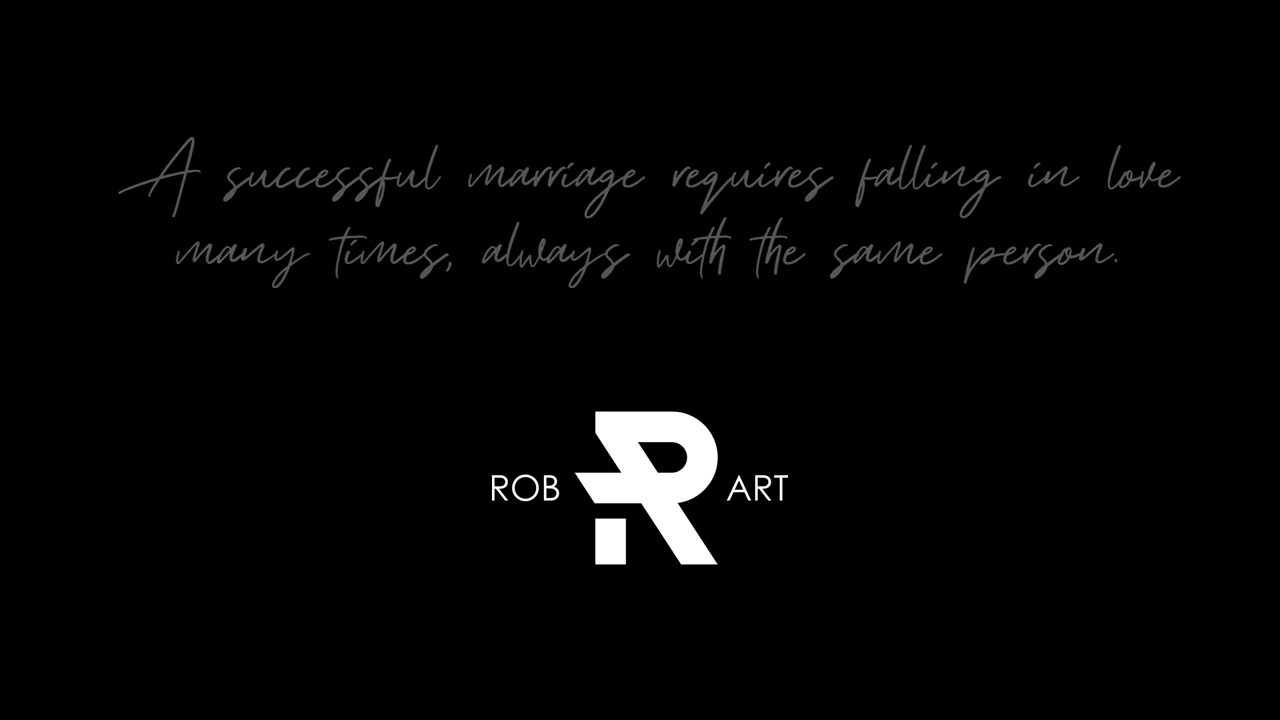 A successful marriage requires falling in love
many times, always with the same person.
ROB R ART